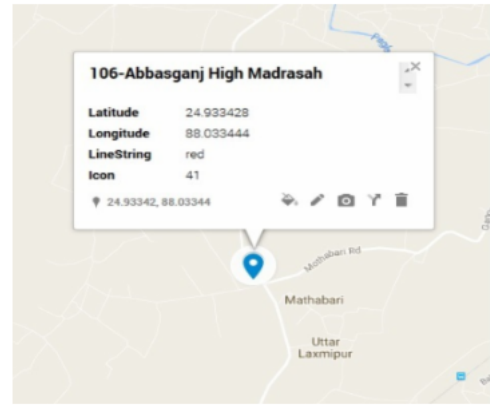 106-Abbasganj High Madrasah
Latitude 24.933428
Longitude 88.033444
LineString red
Icon 41
24.93342, 88.03344
Mothabari Rd
Mathabari
Uttar
Laxmipur